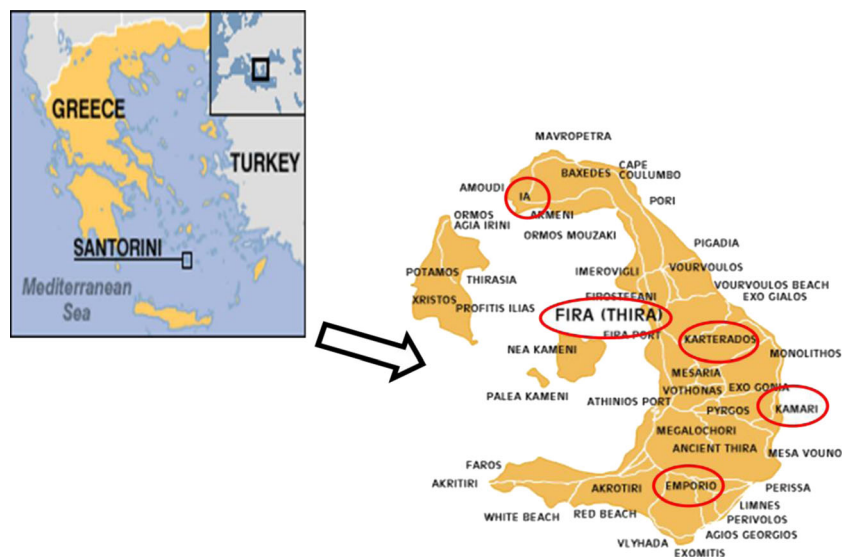 GREECE
TURKEY
SANTORINI
Mediterranean
Sea
MAVROPETRA
BAXEDES
CAPE
COULUMBO
AMOUDI
IA
PORI
ORMOS
AGIA IRINI
ARMENI
ORMOS MOUZAKI
PIGADIA
POTAMOS
THIRASIA
IMEROVIGLI
VOURVOULOS
VOURVOULOS BEACH
XRISTOS
PROFITIS ILIAS
FIROSTEFANI
EXO GIALOS
FIRA (THIRA)
FIRA PORT
KARTERADOS
NEA KAMENI
MONOLITHOS
MESARIA
PALEA KAMENI
ATHINIOS PORT
VOTHONAS
EXO GONIA
PYRGOS
KAMARI
MEGALOCHORI
ANCIENT THIRA
MESA VOUNO
FAROS
AKRITIRI
AKROTIRI
EMPORIO
PERISSA
WHITE BEACH
RED BEACH
LIMNES
PERIVOLOS
AGIOS GEORGIOS
VLYHADA
EXOMITIS